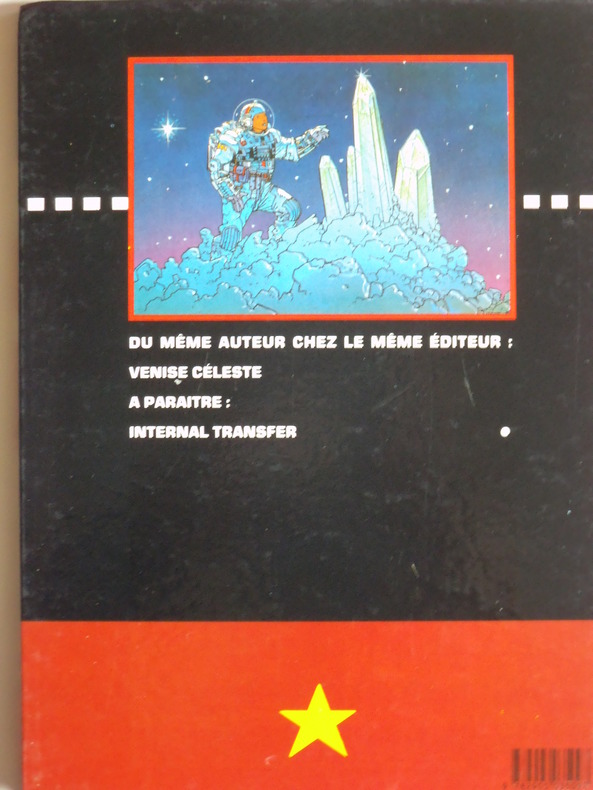 DU MÊME AUTEUR CHEZ LE MÊME ÉDITEUR :
VENISE CÉLESTE
A PARAITRE :
INTERNAL TRANSFER